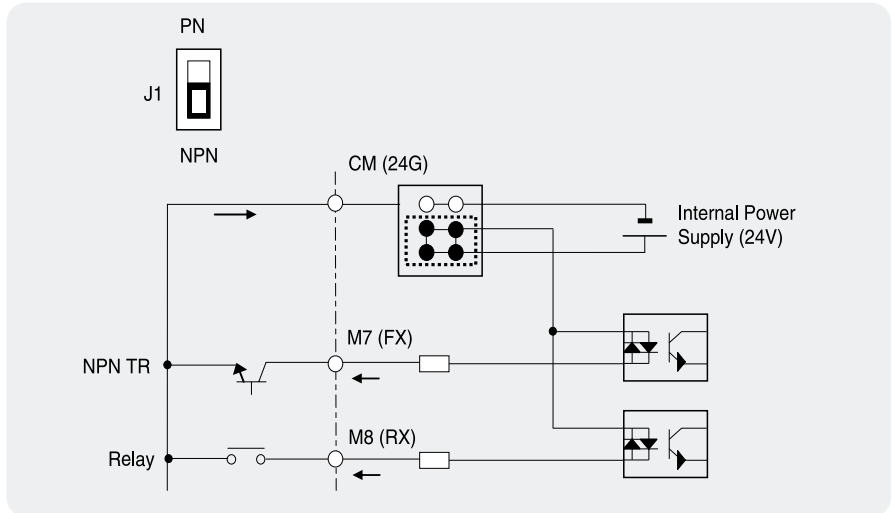 PN
J1
NPN
CM (24G)
Internal Power
Supply (24V)
M7 (FX)
NPN TR
M8 (RX)
Relay